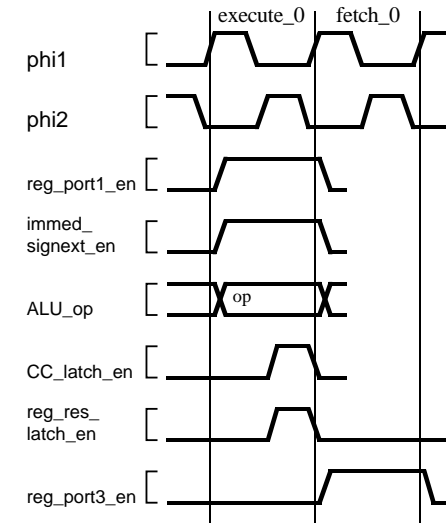 execute_0 fetch_0
phi1
phi2
reg_port1_en
immed_
signext_en
ALU_op
op
CC_latch_en
reg_res_
latch_en
reg_port3_en